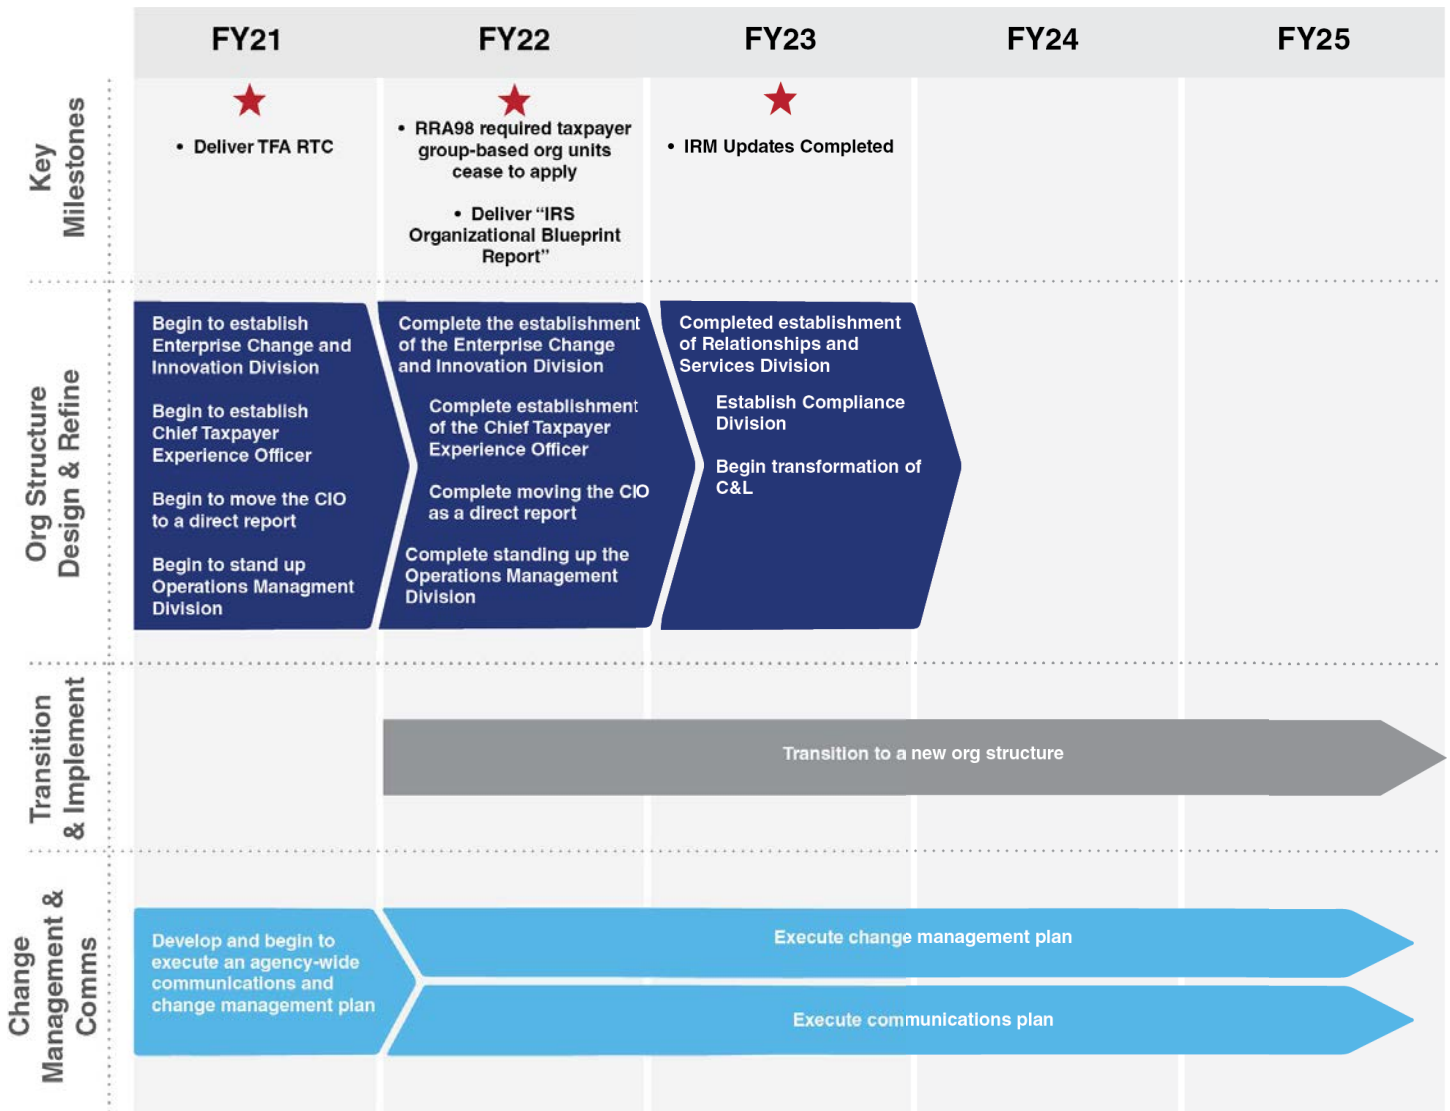 FY21 FY22 FY23 FY24 FY25
Key
Milestones
• Deliver TFA RTC
• RRA98 required taxpayer
group-based org units
cease to apply
• Deliver “IRS
Organizational Blueprint
Report”
• IRM Updates Completed
Org Structure
Design & Refine
Begin to establish
Enterprise Change and
Innovation Division
Begin to establish
Chief Taxpayer
Experience Officer
Begin to move the CIO
to a direct report
Begin to stand up
Operations Managment
Division
Complete the establishment
of the Enterprise Change
and Innovation Division
Complete establishment
of the Chief Taxpayer
Experience Officer
Complete moving the CIO
as a direct report
Complete standing up the
Operations Management
Division
Completed establishment
of Relationships and
Services Division
Establish Compliance
Division
Begin transformation of
C&L
Transition
& Implement
Transition to a new org structure
Change
Management &
Comms
Develop and begin to
execute an agency-wide
communications and
change management plan
Execute change management plan
Execute communications plan